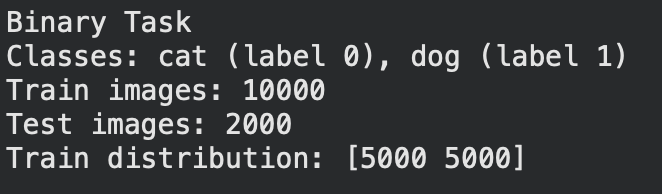 Binary Task
Classes: cat (label 0), dog (label 1)
Train images: 10000
Test images: 2000
Train distribution: [5000 5000]